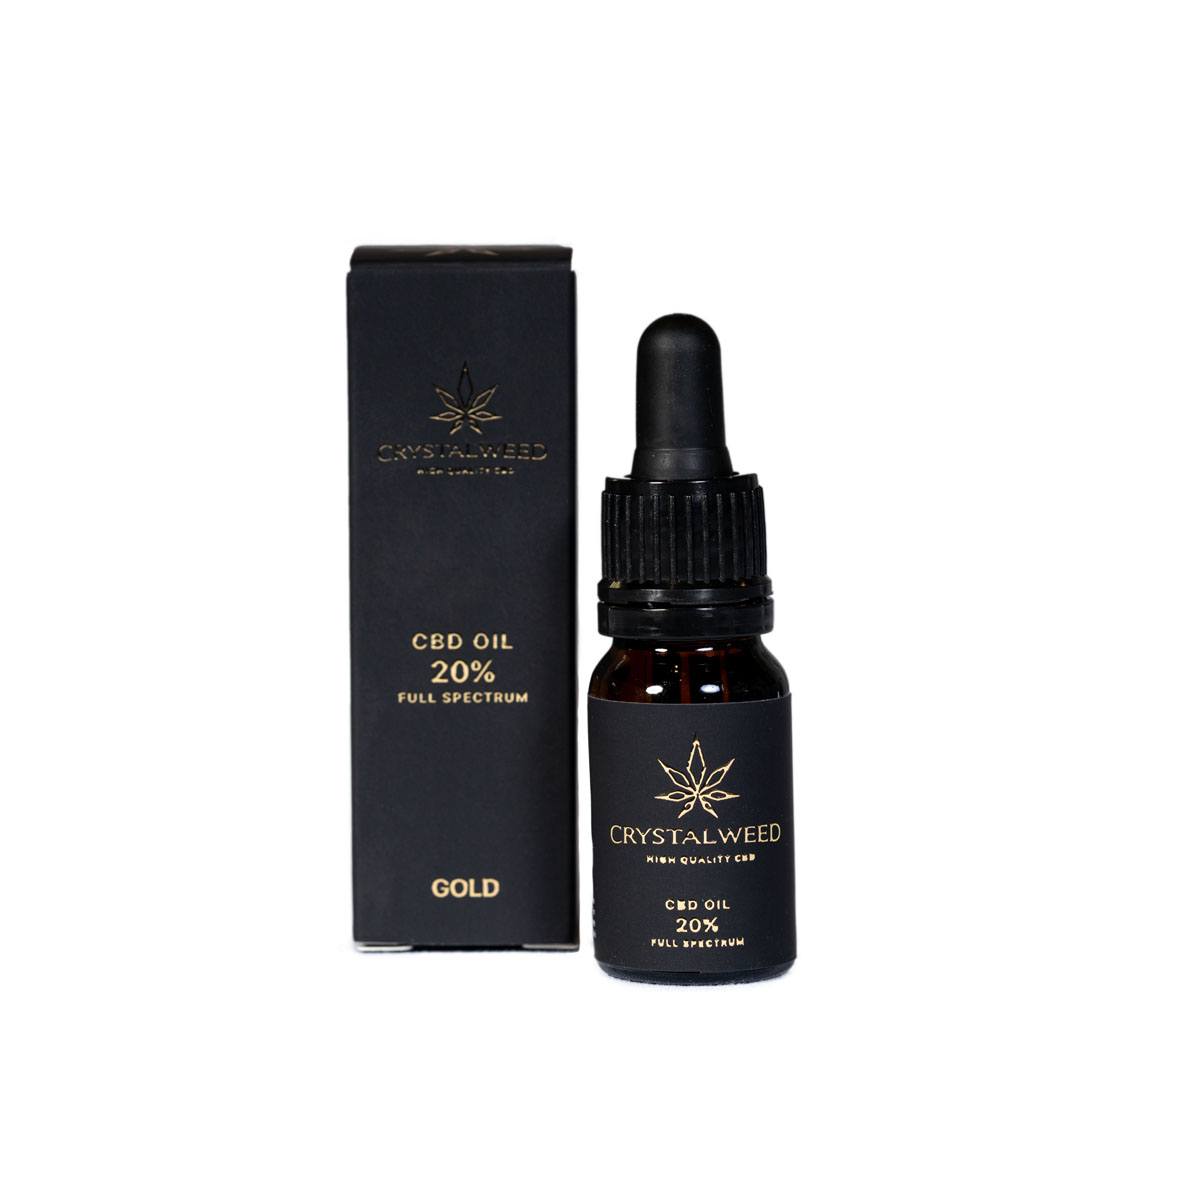 CRYSTALWEED
HIGH QUALITY CBD
CBD OIL
20%
FULL SPECTRUM
GOLD
CRYSTALWEED
HIGH QUALITY CBD
CBD OIL
20%
FULL SPECTRUM